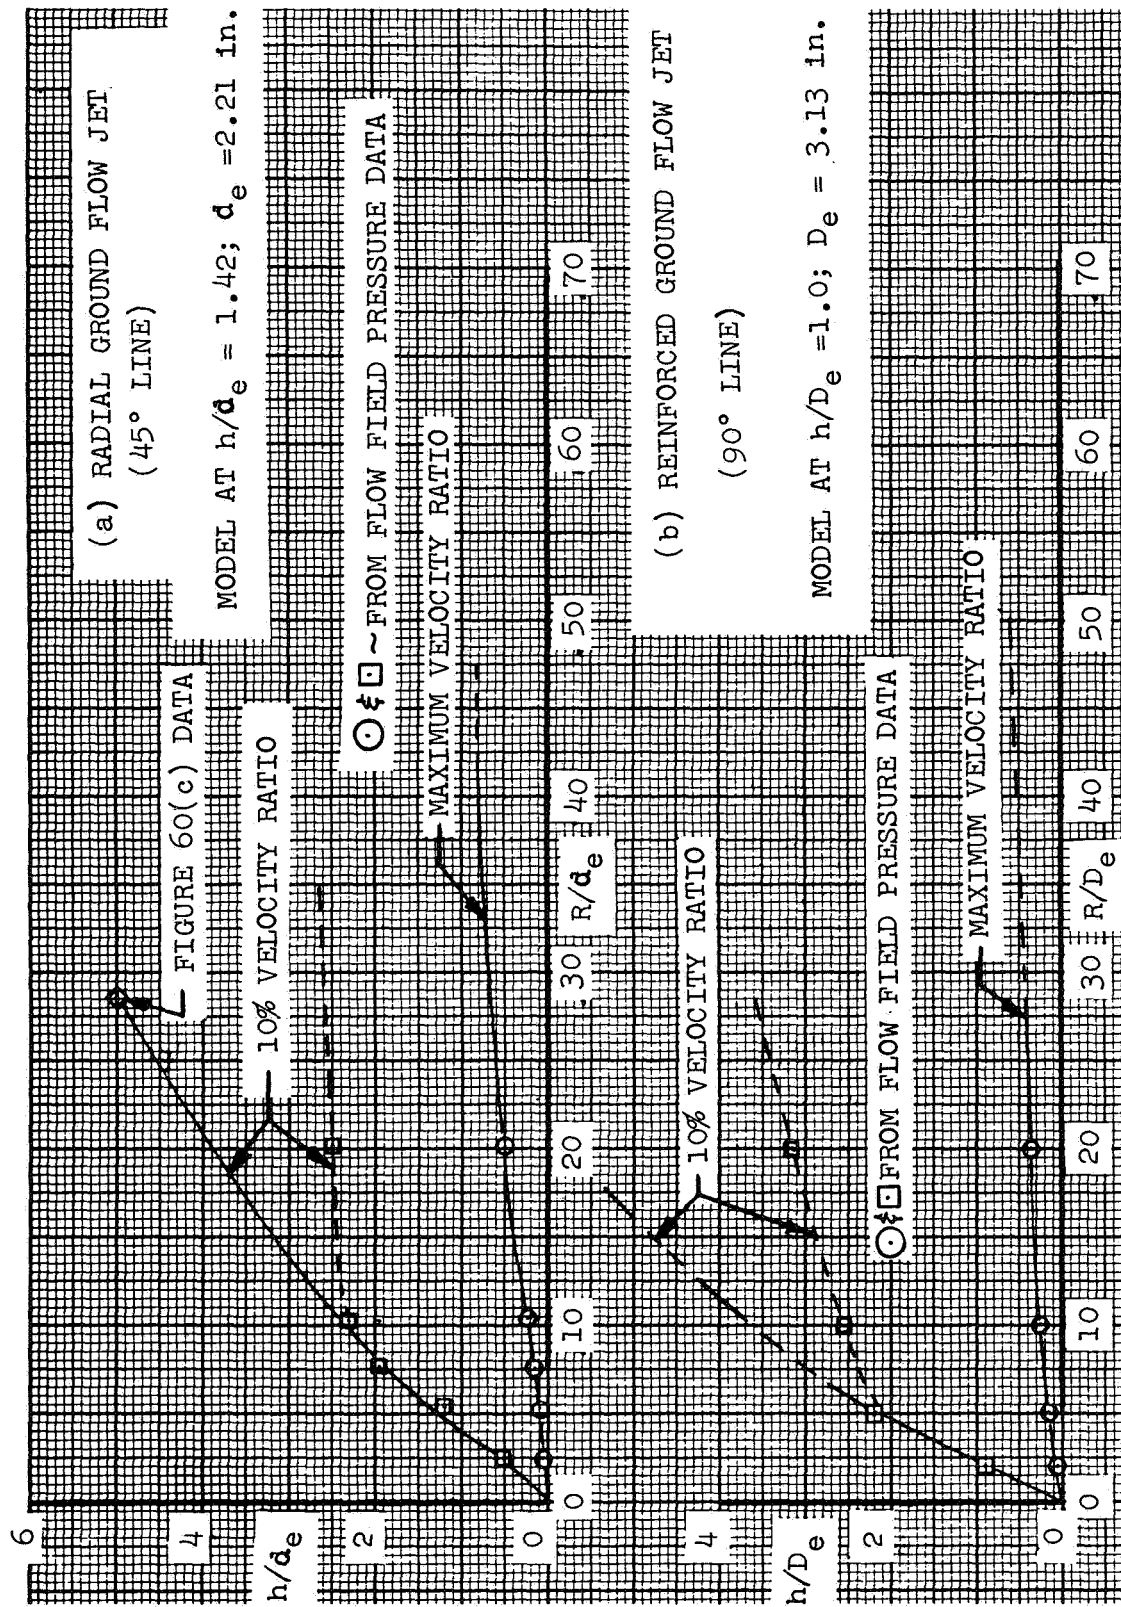 (a) RADIAL GROUND FLOW JET
(45° LINE)
MODEL AT h/de = 1.42; de =2.21 in.
FIGURE 60(c) DATA
10% VELOCITY RATIO
⊙ & ⊡ ~ FROM FLOW FIELD PRESSURE DATA
MAXIMUM VELOCITY RATIO
6
4
h/de
2
0
0 10 20 30 R/de 40 50 60 70
(b) REINFORCED GROUND FLOW JET
(90° LINE)
MODEL AT h/De =1.0; De = 3.13 in.
10% VELOCITY RATIO
⊙ & ⊡ FROM FLOW FIELD PRESSURE DATA
MAXIMUM VELOCITY RATIO
4
h/De
2
0
0 10 20 30 R/De 40 50 60 70